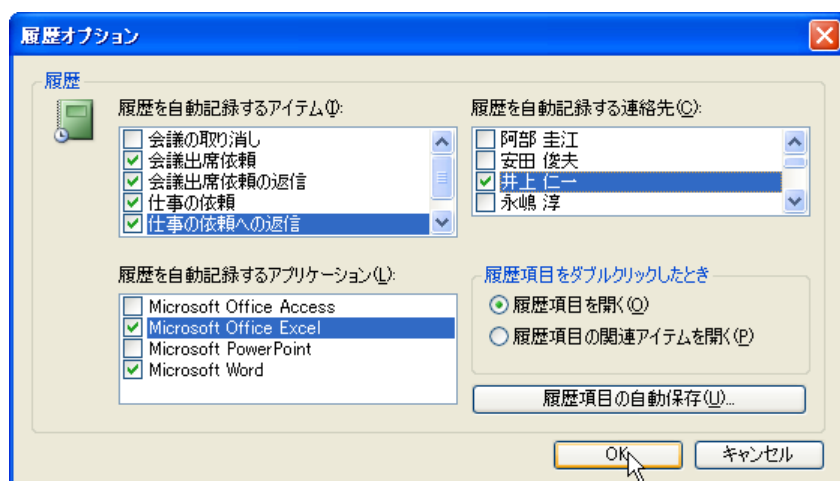 履歴オプション
履歴
履歴を自動記録するアイテム(I):
会議の取り消し
会議出席依頼
会議出席依頼の返信
仕事の依頼
仕事の依頼への返信
履歴を自動記録する連絡先(C):
阿部 圭江
安田 俊夫
井上 仁一
永嶋 淳
履歴を自動記録するアプリケーション(L):
Microsoft Office Access
Microsoft Office Excel
Microsoft PowerPoint
Microsoft Word
履歴項目をダブルクリックしたとき
履歴項目を開く(O)
履歴項目の関連アイテムを開く(P)
履歴項目の自動保存(U)...
OK
キャンセル